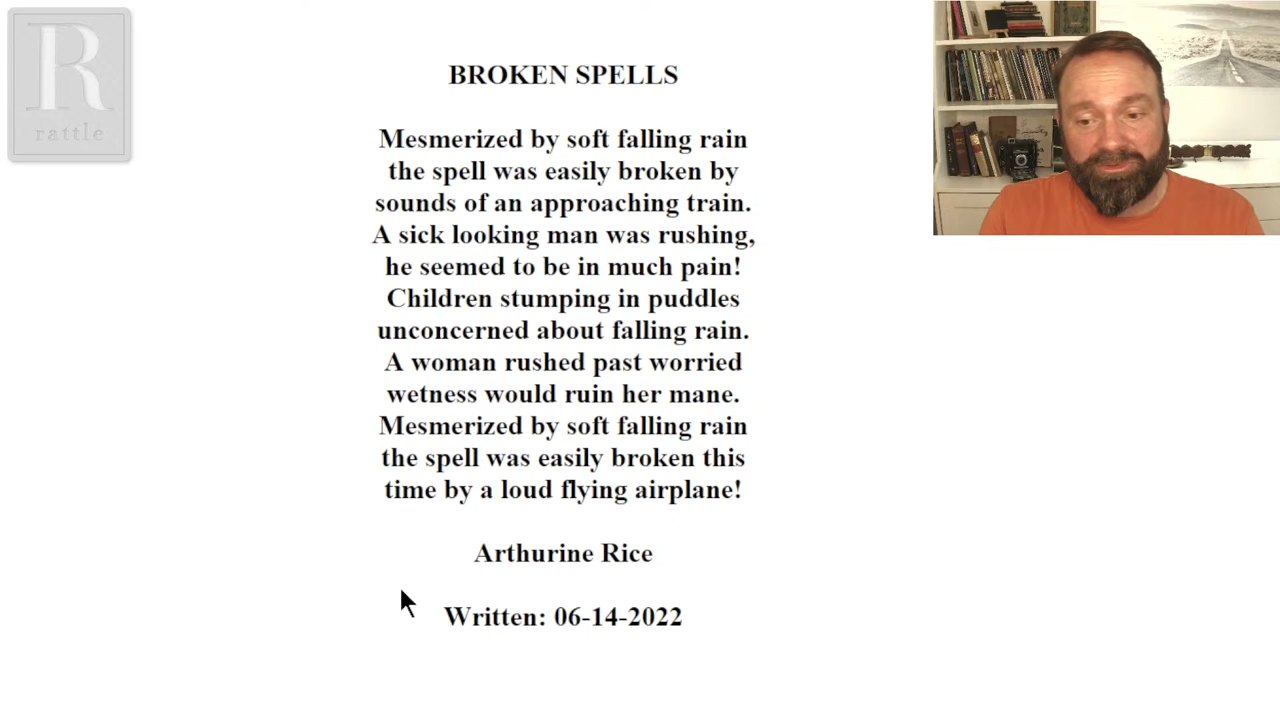 R
rattle
BROKEN SPELLS
Mesmerized by soft falling rain
the spell was easily broken by
sounds of an approaching train.
A sick looking man was rushing,
he seemed to be in much pain!
Children stumping in puddles
unconcerned about falling rain.
A woman rushed past worried
wetness would ruin her mane.
Mesmerized by soft falling rain
the spell was easily broken this
time by a loud flying airplane!
Arthurine Rice
Written: 06-14-2022